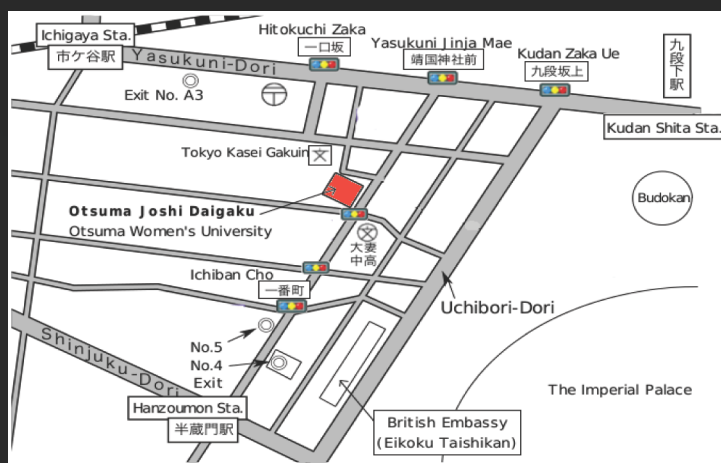 Ichigaya Sta.
市ケ谷駅
Hitokuchi Zaka
一口坂
Yasukuni Jinja Mae
靖国神社前
Kudan Zaka Ue
九段坂上
九段下駅
Kudan Shita Sta.
Yasukuni-Dori
Exit No. A3
Tokyo Kasei Gakuin
文
Budokan
Otsuma Joshi Daigaku
Otsuma Women's University
文
大妻
中高
Ichiban Cho
一番町
Uchibori-Dori
No.5
No.4
Exit
Shinjuku-Dori
Hanzoumon Sta.
半蔵門駅
The Imperial Palace
British Embassy
(Eikoku Taishikan)